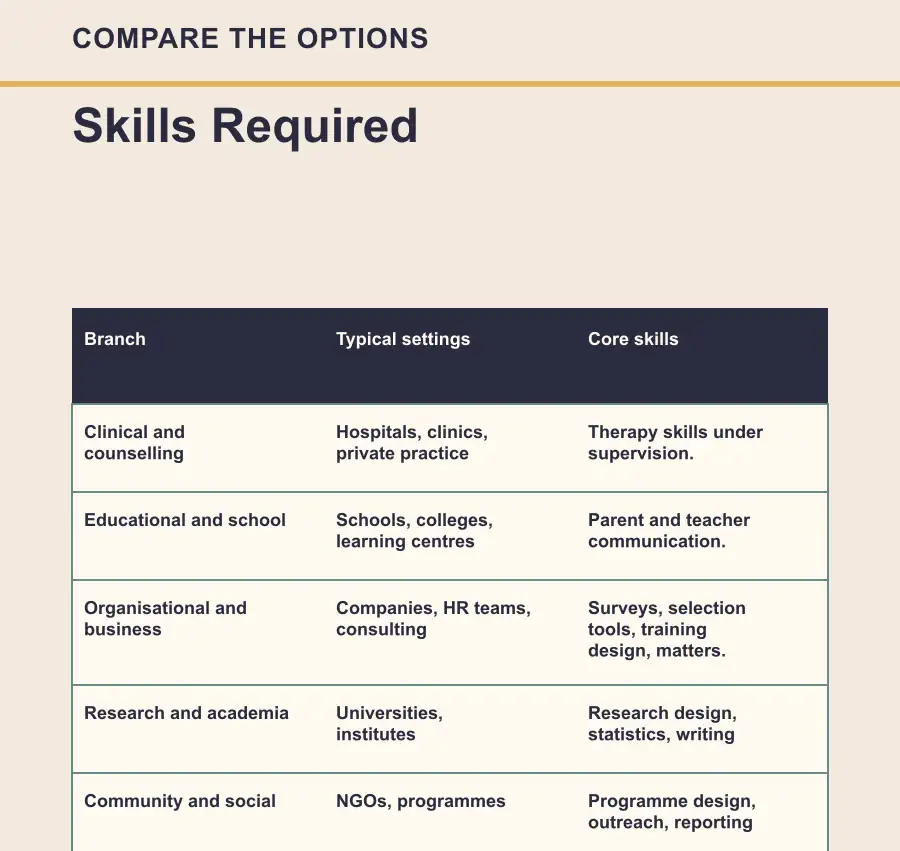 COMPARE THE OPTIONS
Skills Required
Branch
Typical settings
Core skills
Clinical and
counselling
Hospitals, clinics,
private practice
Therapy skills under
supervision.
Educational and school
Schools, colleges,
learning centres
Parent and teacher
communication.
Organisational and
business
Companies, HR teams,
consulting
Surveys, selection
tools, training
design, matters.
Research and academia
Universities,
institutes
Research design,
statistics, writing
Community and social
NGOs, programmes
Programme design,
outreach, reporting